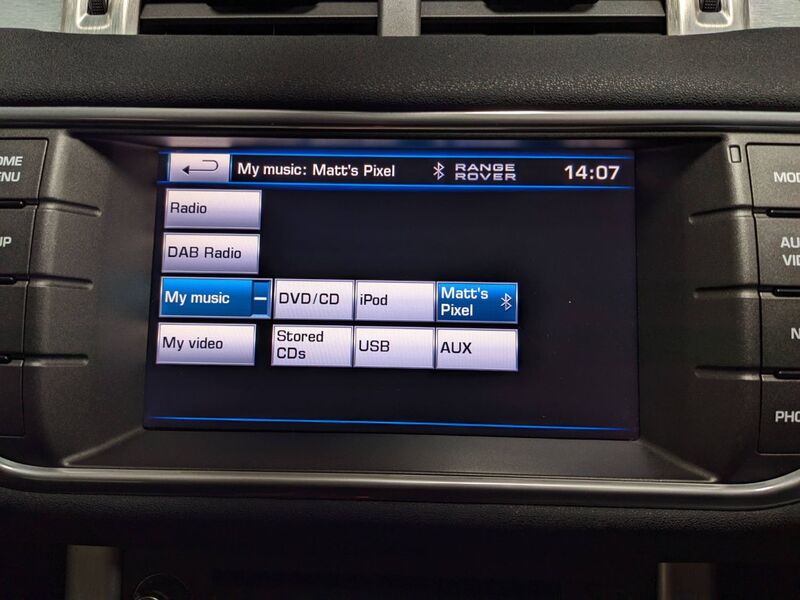 My music: Matt's Pixel RANGE ROVER 14:07
Radio
DAB Radio
My music DVD/CD iPod Matt's Pixel
My video Stored CDs USB AUX